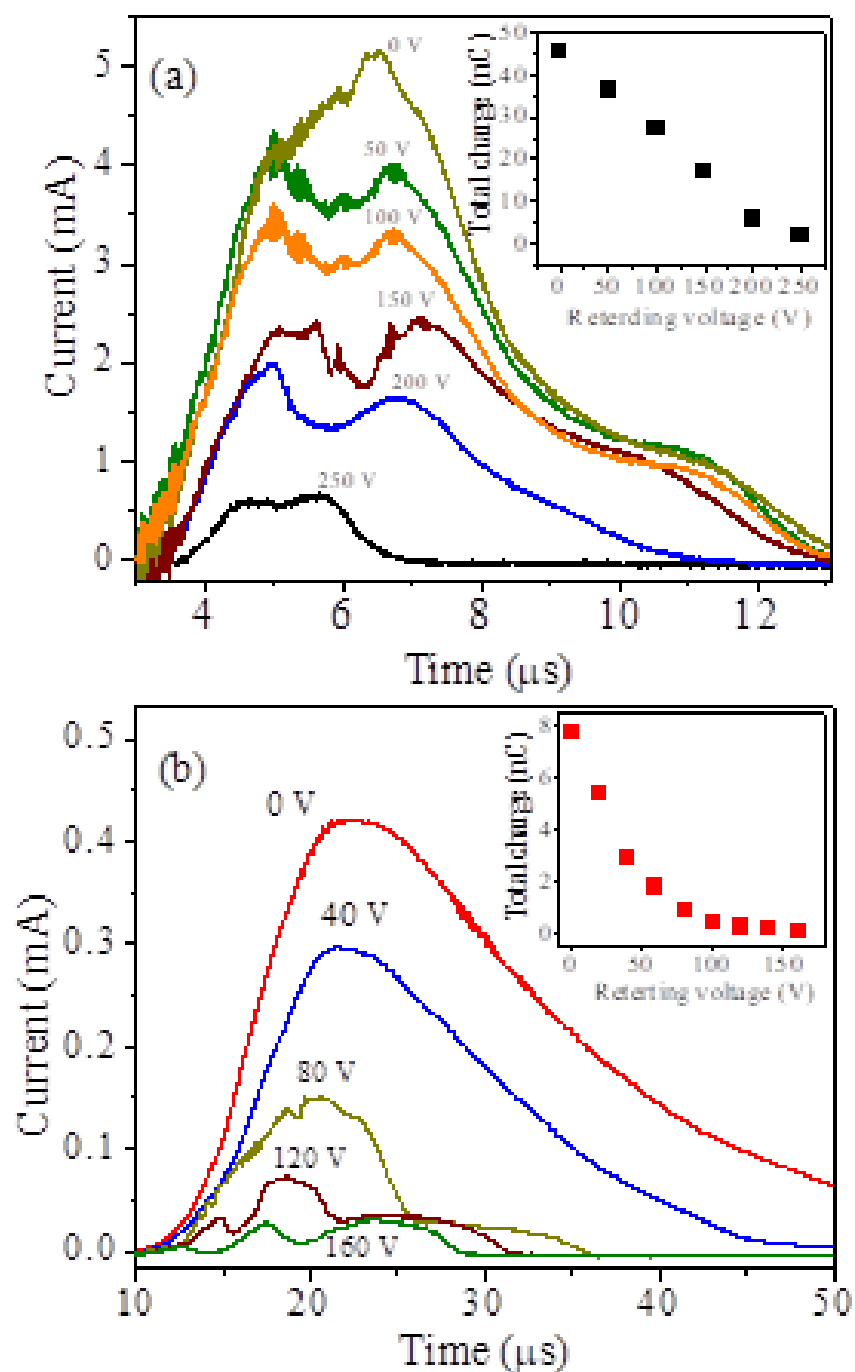 (a)
0 V
50 V
100 V
150 V
200 V
250 V
Current (mA)
5
4
3
2
1
0
4 6 8 10 12
Time (μs)
Total charge (nC)
50
40
30
20
10
0
0 50 100 150 200 250
Reterding voltage (V)
(b)
0 V
40 V
80 V
120 V
160 V
Current (mA)
0.5
0.4
0.3
0.2
0.1
0.0
10 20 30 40 50
Time (μs)
Total charge (nC)
8
6
4
2
0
0 50 100 150
Reterting voltage (V)